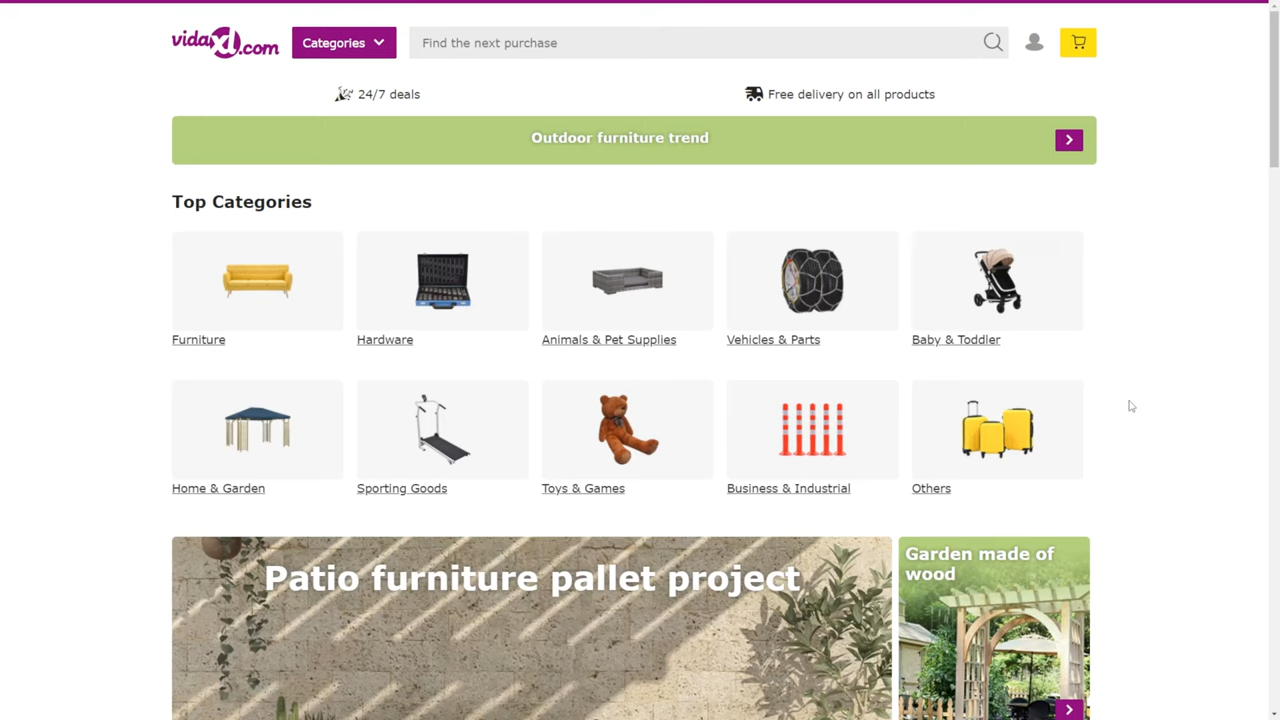 vidaXL.com
Categories
Find the next purchase
24/7 deals
Free delivery on all products
Outdoor furniture trend
Top Categories
Furniture
Hardware
Animals & Pet Supplies
Vehicles & Parts
Baby & Toddler
Home & Garden
Sporting Goods
Toys & Games
Business & Industrial
Others
Patio furniture pallet project
Garden made of
wood